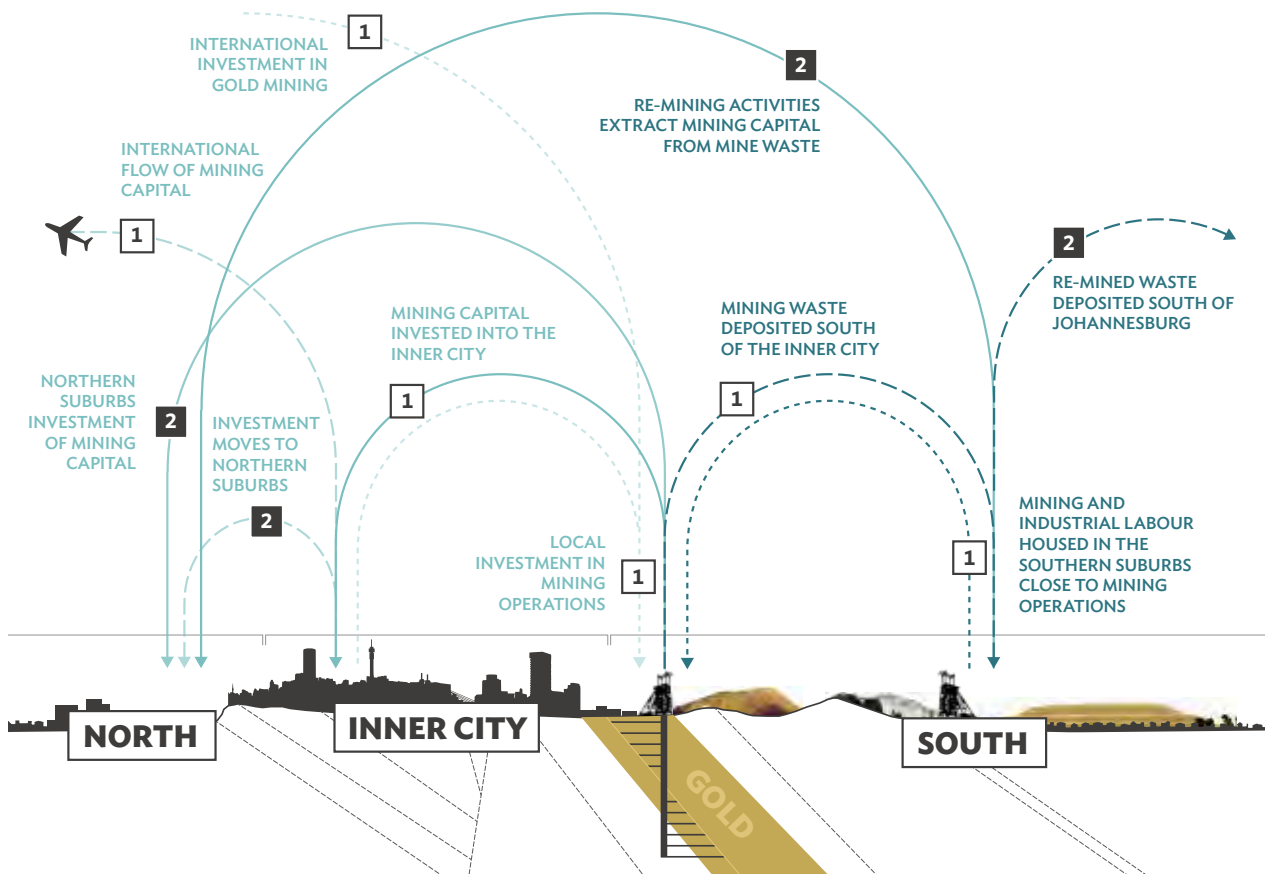 1
INTERNATIONAL
INVESTMENT IN
GOLD MINING
2
RE-MINING ACTIVITIES
EXTRACT MINING CAPITAL
FROM MINE WASTE
INTERNATIONAL
FLOW OF MINING
CAPITAL
1
2
RE-MINED WASTE
DEPOSITED SOUTH OF
JOHANNESBURG
MINING CAPITAL
INVESTED INTO THE
INNER CITY
1
MINING WASTE
DEPOSITED SOUTH
OF THE INNER CITY
1
NORTHERN
SUBURBS
INVESTMENT
OF MINING
CAPITAL
2
INVESTMENT
MOVES TO
NORTHERN
SUBURBS
2
LOCAL
INVESTMENT IN
MINING
OPERATIONS
1
1
MINING AND
INDUSTRIAL LABOUR
HOUSED IN THE
SOUTHERN SUBURBS
CLOSE TO MINING
OPERATIONS
NORTH
INNER CITY
SOUTH
GOLD